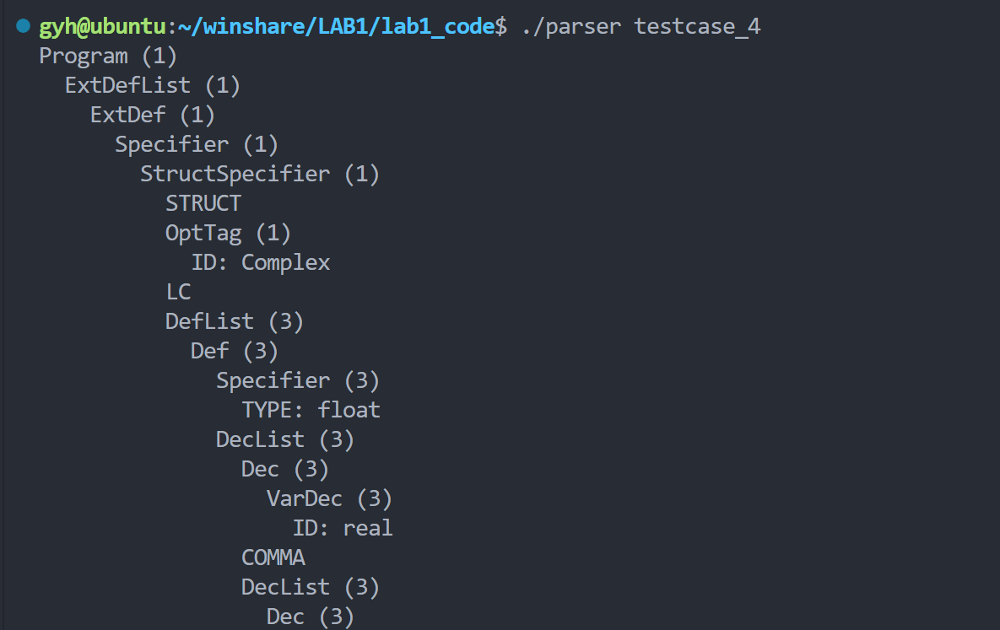 gyh@ubuntu:~/winshare/LAB1/lab1_code$ ./parser testcase_4
Program (1)
  ExtDefList (1)
    ExtDef (1)
      Specifier (1)
        StructSpecifier (1)
          STRUCT
          OptTag (1)
            ID: Complex
          LC
          DefList (3)
            Def (3)
              Specifier (3)
                TYPE: float
              DecList (3)
                Dec (3)
                  VarDec (3)
                    ID: real
                COMMA
                DecList (3)
                  Dec (3)